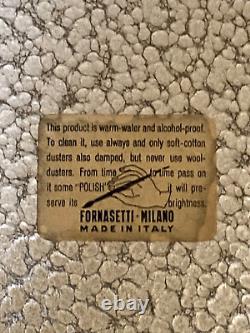 This product is warm-water and alcohol-proof.
To clean it, use always and only soft-cotton
dusters also damped, but never use wool-
dusters. From time to time pass on
it some "POLISH" it will pre-
serve its brightness.
FORNASETTI - MILANO
MADE IN ITALY